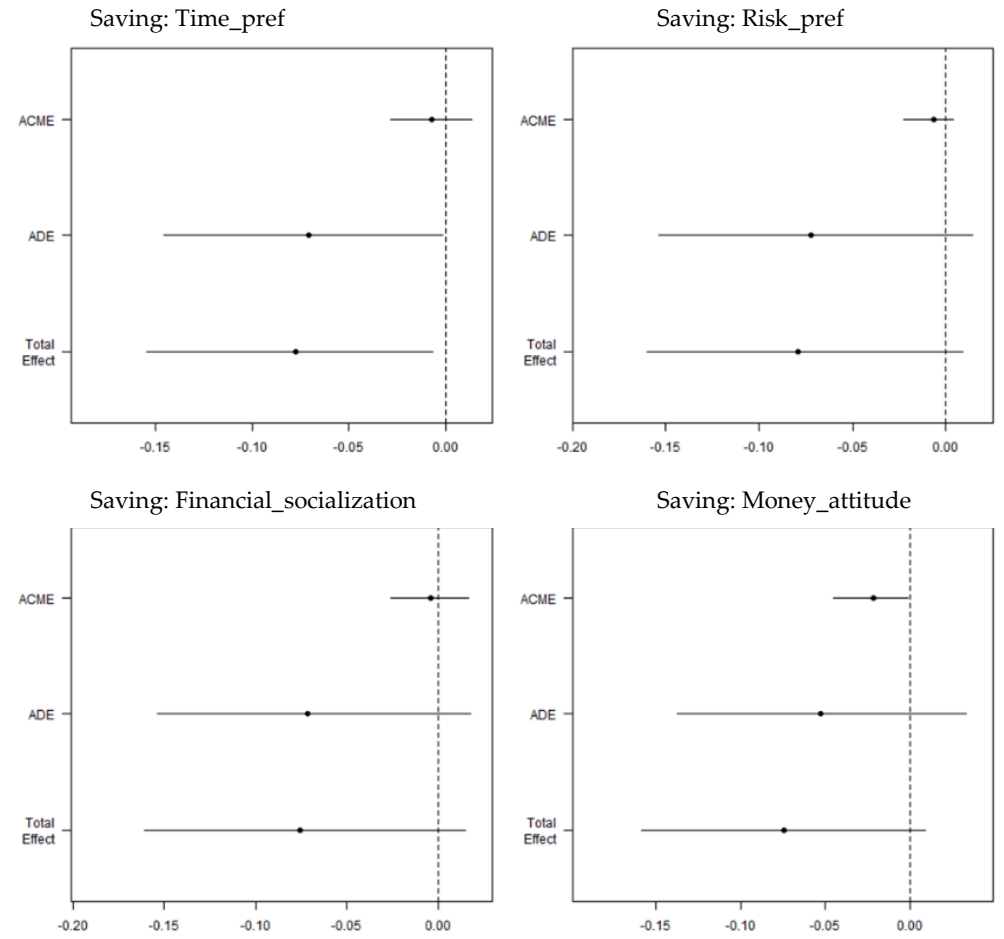 Saving: Time_pref
Saving: Risk_pref
ACME
ADE
Total
Effect
-0.15 -0.10 -0.05 0.00
ACME
ADE
Total
Effect
-0.20 -0.15 -0.10 -0.05 0.00
Saving: Financial_socialization
Saving: Money_attitude
ACME
ADE
Total
Effect
-0.20 -0.15 -0.10 -0.05 0.00
ACME
ADE
Total
Effect
-0.15 -0.10 -0.05 0.00